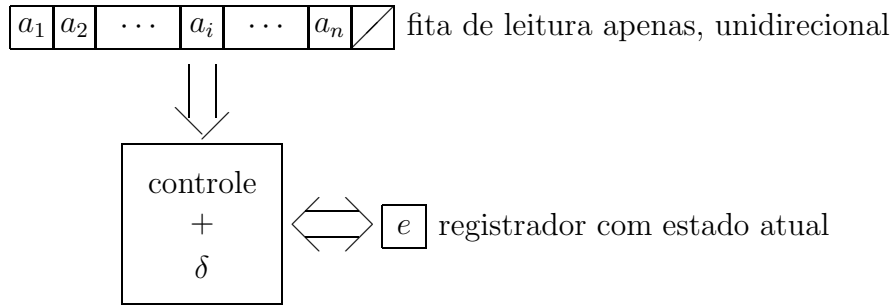 a₁ a₂ ··· aᵢ ··· aₙ fita de leitura apenas, unidirecional
controle
+
δ
e registrador com estado atual